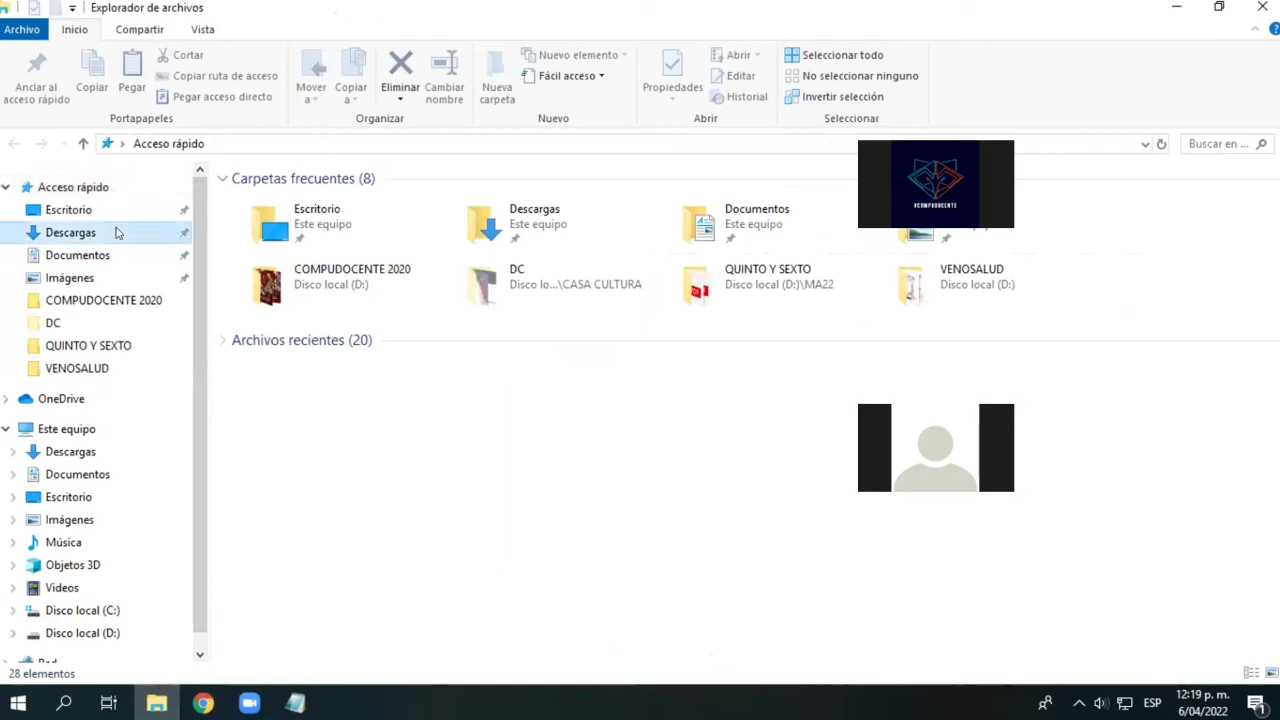 Explorador de archivos
Archivo Inicio Compartir Vista
Anclar al acceso rápido
Copiar
Pegar
Cortar
Copiar ruta de acceso
Pegar acceso directo
Portapapeles
Mover a
Copiar a
Eliminar
Cambiar nombre
Organizar
Nueva carpeta
Nuevo elemento
Fácil acceso
Nuevo
Propiedades
Abrir
Editar
Historial
Abrir
Seleccionar todo
No seleccionar ninguno
Invertir selección
Seleccionar
Acceso rápido
Buscar en ...
Acceso rápido
Escritorio
Descargas
Documentos
Imágenes
COMPUDOCENTE 2020
DC
QUINTO Y SEXTO
VENOSALUD
OneDrive
Este equipo
Descargas
Documentos
Escritorio
Imágenes
Música
Objetos 3D
Videos
Disco local (C:)
Disco local (D:)
Carpetas frecuentes (8)
Escritorio
Este equipo
Descargas
Este equipo
Documentos
Este equipo
COMPUDOCENTE 2020
Disco local (D:)
DC
Disco lo...\CASA CULTURA
QUINTO Y SEXTO
Disco local (D:)\MA22
VENOSALUD
Disco local (D:)
Archivos recientes (20)
#COMPUDOCENTE
28 elementos
ESP
12:19 p. m.
6/04/2022
1